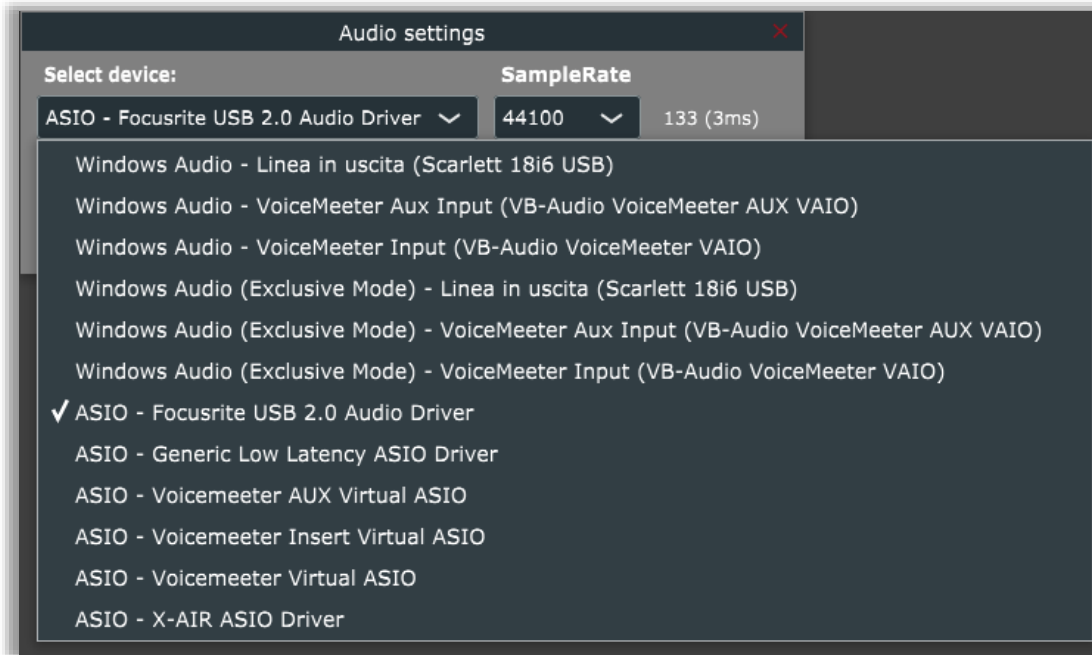 Audio settings
Select device: SampleRate
ASIO - Focusrite USB 2.0 Audio Driver 44100 133 (3ms)
Windows Audio - Linea in uscita (Scarlett 18i6 USB)
Windows Audio - VoiceMeeter Aux Input (VB-Audio VoiceMeeter AUX VAIO)
Windows Audio - VoiceMeeter Input (VB-Audio VoiceMeeter VAIO)
Windows Audio (Exclusive Mode) - Linea in uscita (Scarlett 18i6 USB)
Windows Audio (Exclusive Mode) - VoiceMeeter Aux Input (VB-Audio VoiceMeeter AUX VAIO)
Windows Audio (Exclusive Mode) - VoiceMeeter Input (VB-Audio VoiceMeeter VAIO)
ASIO - Focusrite USB 2.0 Audio Driver
ASIO - Generic Low Latency ASIO Driver
ASIO - Voicemeeter AUX Virtual ASIO
ASIO - Voicemeeter Insert Virtual ASIO
ASIO - Voicemeeter Virtual ASIO
ASIO - X-AIR ASIO Driver